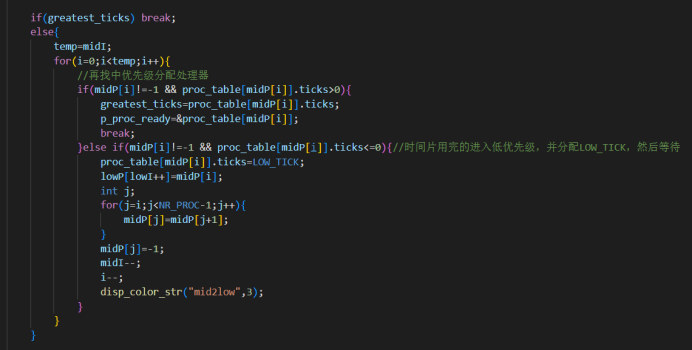 if(greatest_ticks) break;
else{
temp=midI;
for(i=0;i<temp;i++){
//再找中优先级分配处理器
if(midP[i]!=-1 && proc_table[midP[i]].ticks>0){
greatest_ticks=proc_table[midP[i]].ticks;
p_proc_ready=&proc_table[midP[i]];
break;
}else if(midP[i]!=-1 && proc_table[midP[i]].ticks<=0){//时间片用完的进入低优先级，并分配LOW_TICK，然后等待
proc_table[midP[i]].ticks=LOW_TICK;
lowP[lowI++]=midP[i];
int j;
for(j=i;j<NR_PROC-1;j++){
midP[j]=midP[j+1];
}
midP[j]=-1;
midI--;
i--;
disp_color_str("mid2low",3);
}
}
}